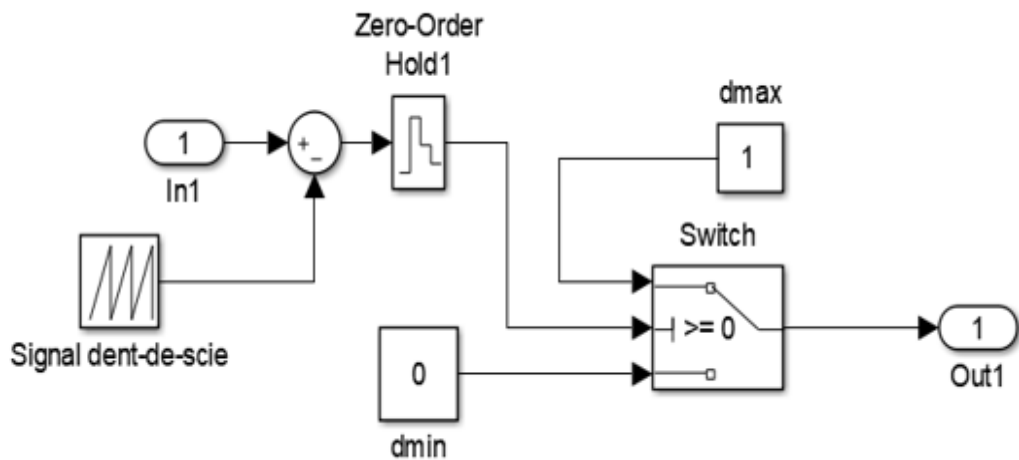 Zero-Order
Hold1
dmax
1
+
−
1
In1
Switch
Signal dent-de-scie
>= 0
1
Out1
0
dmin